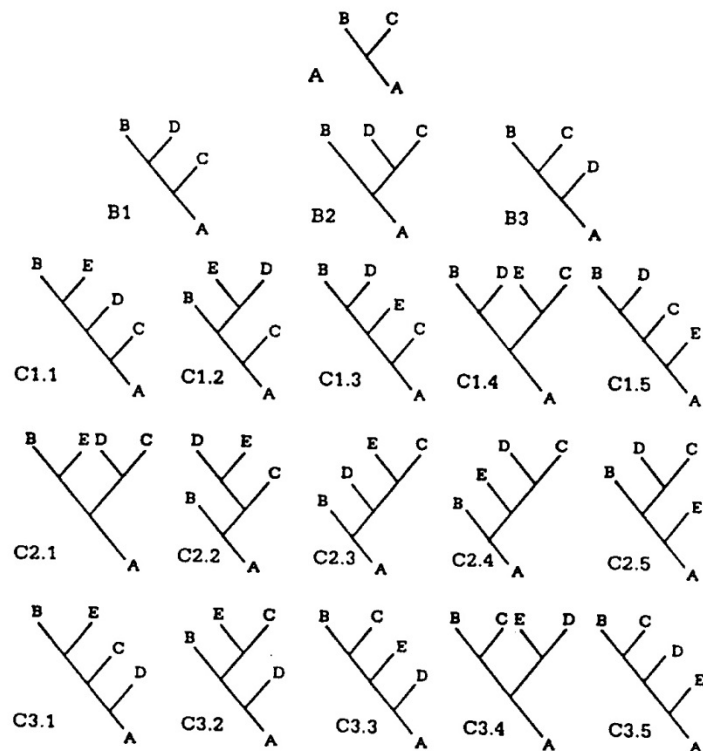 B C
A A
B D C
B1 A
B D C
B2 A
B C D
B3 A
B E D C
C1.1 A
E D B C
C1.2 A
B D E C
C1.3 A
B D E C
C1.4 A
B D C E
C1.5 A
B E D C
C2.1 A
D E C B
C2.2 A
E C D B
C2.3 A
D C E B
C2.4 A
D C B E
C2.5 A
B E C D
C3.1 A
E C B D
C3.2 A
B C E D
C3.3 A
B C E D
C3.4 A
B C D E
C3.5 A